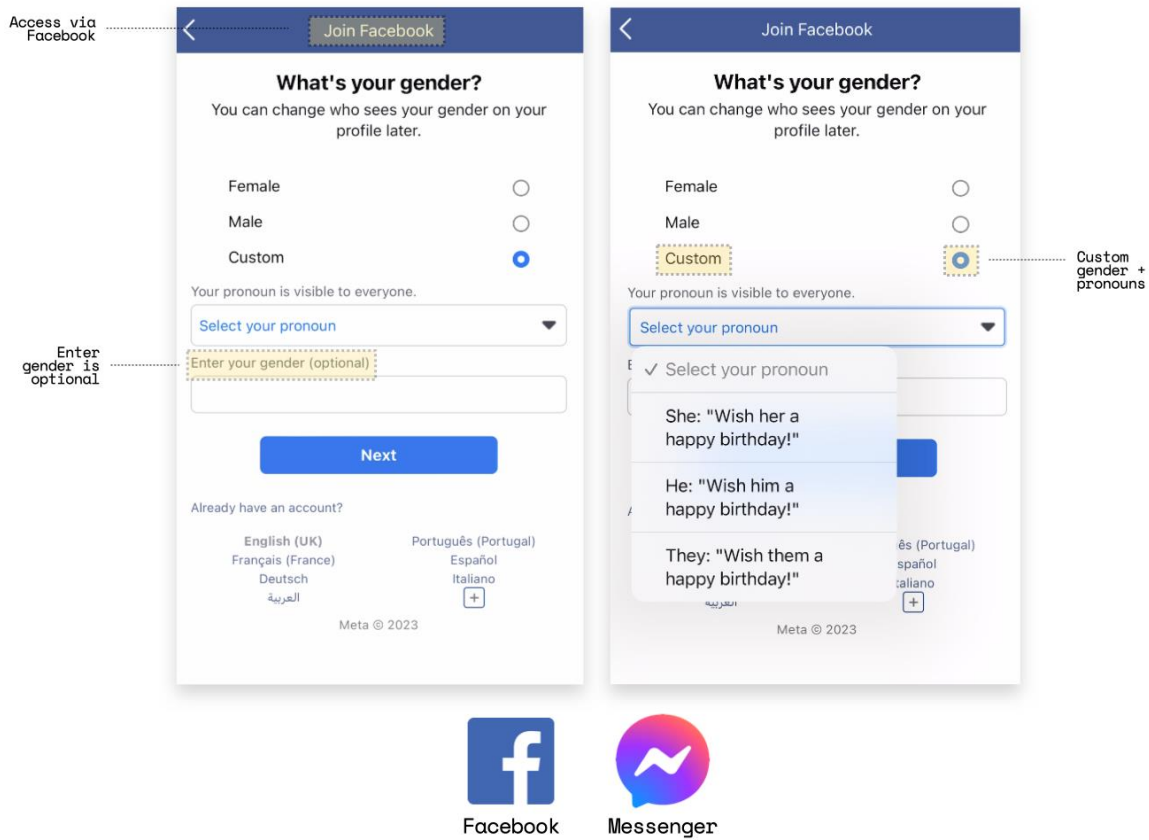 Access via
Facebook
Join Facebook
What's your gender?
You can change who sees your gender on your
profile later.
Female
Male
Custom
Your pronoun is visible to everyone.
Select your pronoun
Enter
gender is
optional
Enter your gender (optional)
Next
Already have an account?
English (UK)
Português (Portugal)
Français (France)
Español
Deutsch
Italiano
العربية
Meta © 2023
Join Facebook
What's your gender?
You can change who sees your gender on your
profile later.
Female
Male
Custom
Custom
gender +
pronouns
Your pronoun is visible to everyone.
Select your pronoun
E
✓ Select your pronoun
She: "Wish her a
happy birthday!"
He: "Wish him a
happy birthday!"
They: "Wish them a
happy birthday!"
A
ês (Portugal)
spañol
taliano
Meta © 2023
Facebook
Messenger